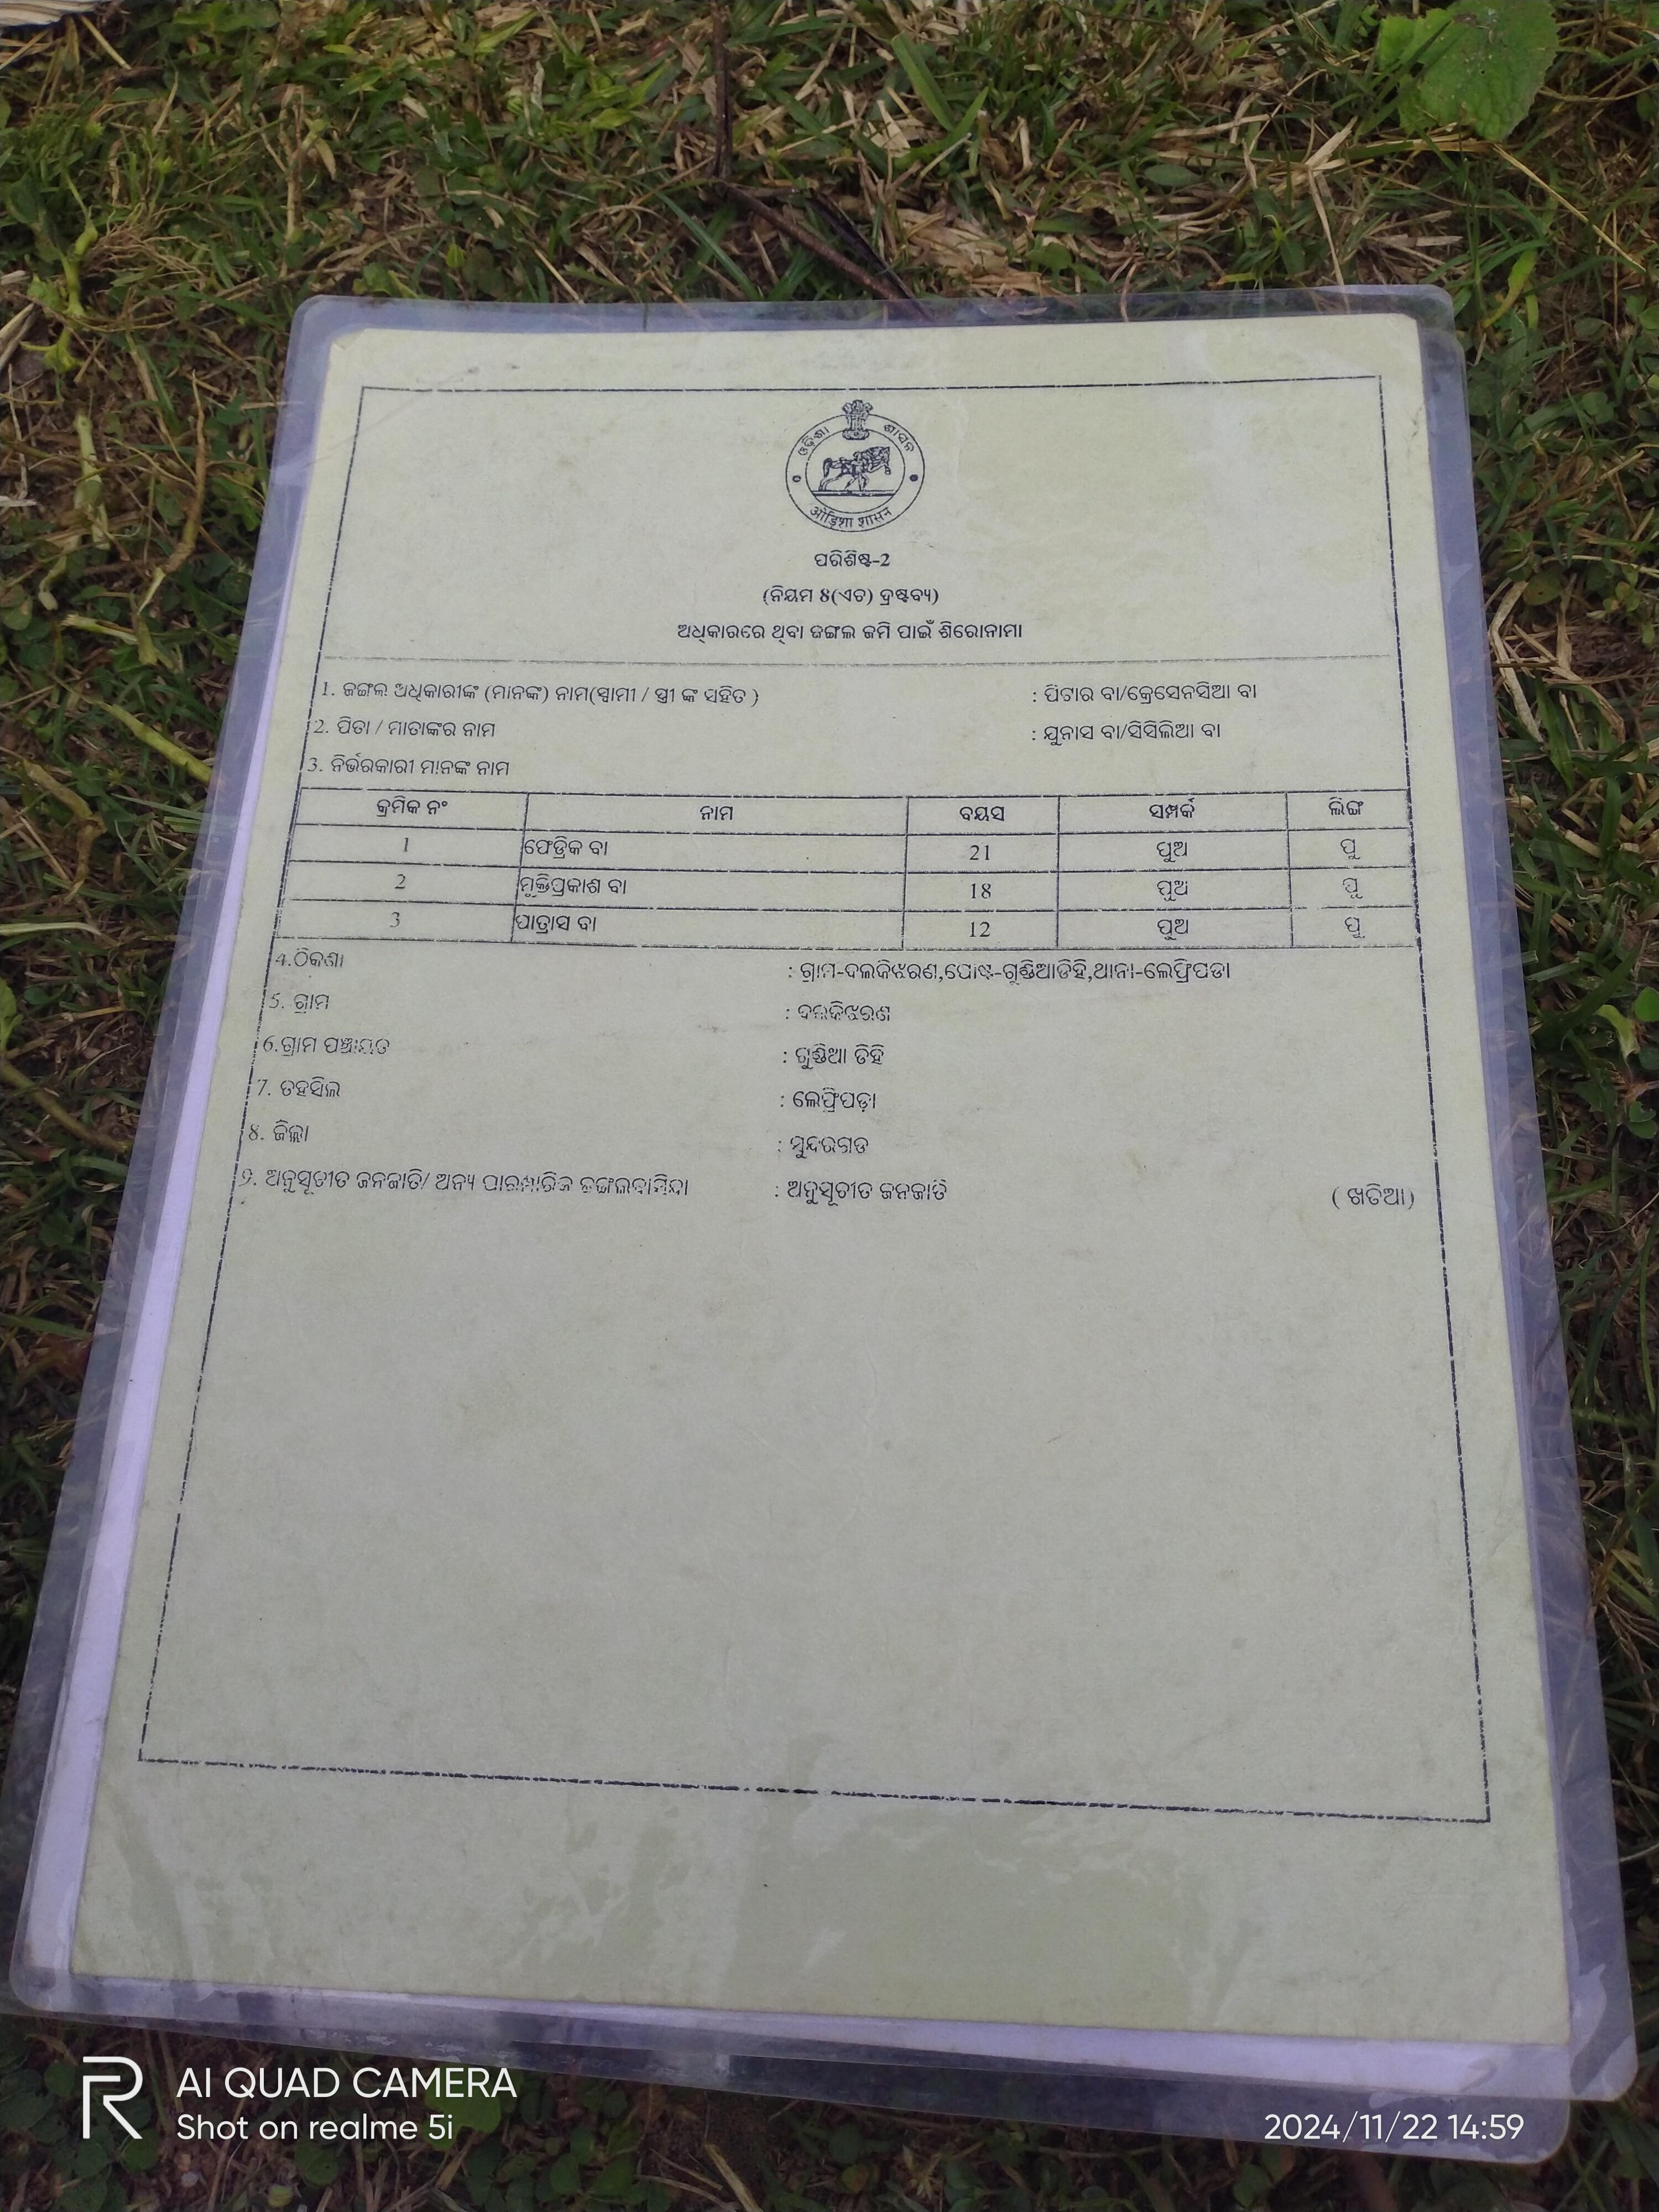 ଓଡ଼ିଶା ଶାସନ
ओड़िशा शासन
ପରିଶିଷ୍ଟ-2
(ନିୟମ ୫(ଏଚ) ଦ୍ରଷ୍ଟବ୍ୟ)
ଅଧିକାରରେ ଥିବା ଜଙ୍ଗଲ ଜମି ପାଇଁ ଶିରୋନାମା
1. ଜଙ୍ଗଲ ଅଧିକାରୀଙ୍କ (ମାନଙ୍କ) ନାମ(ସ୍ୱାମୀ / ସ୍ତ୍ରୀ ଙ୍କ ସହିତ ) : ପିଟାର ବା/କ୍ରେସେନସିଆ ବା
2. ପିତା / ମାତାଙ୍କର ନାମ : ଯୁନାସ ବା/ସିସିଲିଆ ବା
3. ନିର୍ଭରକାରୀ ମାନଙ୍କ ନାମ
କ୍ରମିକ ନଂ ନାମ ବୟସ ସମ୍ପର୍କ ଲିଙ୍ଗ
1 ଫେଡ୍ରିକ ବା 21 ପୁଅ ପୁ
2 ମୁକ୍ତିପ୍ରକାଶ ବା 18 ପୁଅ ପୁ
3 ପାତ୍ରାସ ବା 12 ପୁଅ ପୁ
4.ଠିକଣା : ଗ୍ରାମ-ଦଲକିଝରଣ,ପୋଷ୍ଟ-ଗୁଣ୍ଡିଆଡିହି,ଥାନା-ଲେଫ୍ରିପଡା
5. ଗ୍ରାମ : ଦଲକିଝରଣ
6.ଗ୍ରାମ ପଞ୍ଚାୟତ : ଗୁଣ୍ଡିଆ ଡିହି
7. ତହସିଲ : ଲେଫ୍ରିପଡ଼ା
8. ଜିଲ୍ଲା : ସୁନ୍ଦରଗଡ
9. ଅନୁସୂଚୀତ ଜନଜାତି/ ଅନ୍ୟ ପାରମ୍ପାରିକ ଜଙ୍ଗଲବାସିନ୍ଦା : ଅନୁସୂଚୀତ ଜନଜାତି ( ଖଡିଆ)
AI QUAD CAMERA
Shot on realme 5i
2024/11/22 14:59